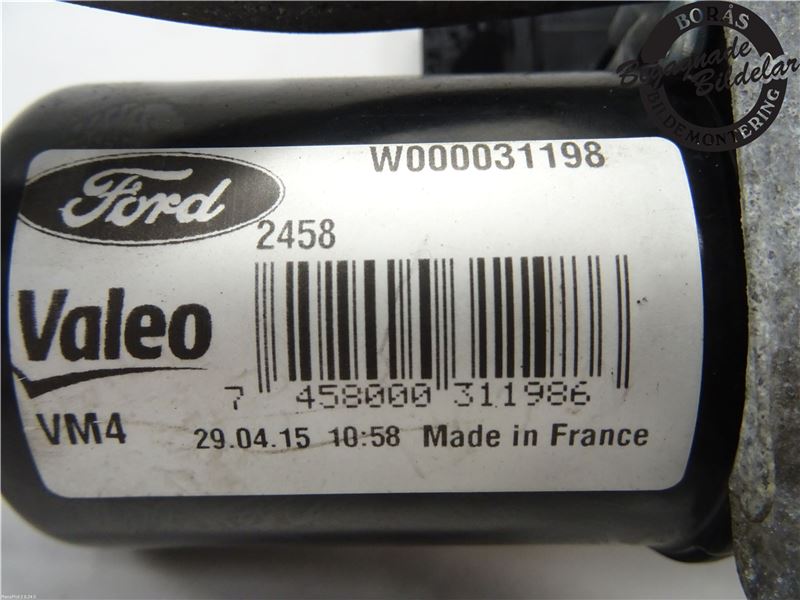 BORÅS
Begagnade
Bildelar
BILDEMONTERING
W000031198
Ford
2458
Valeo
7 458000 311986
VM4
29.04.15 10:58 Made in France